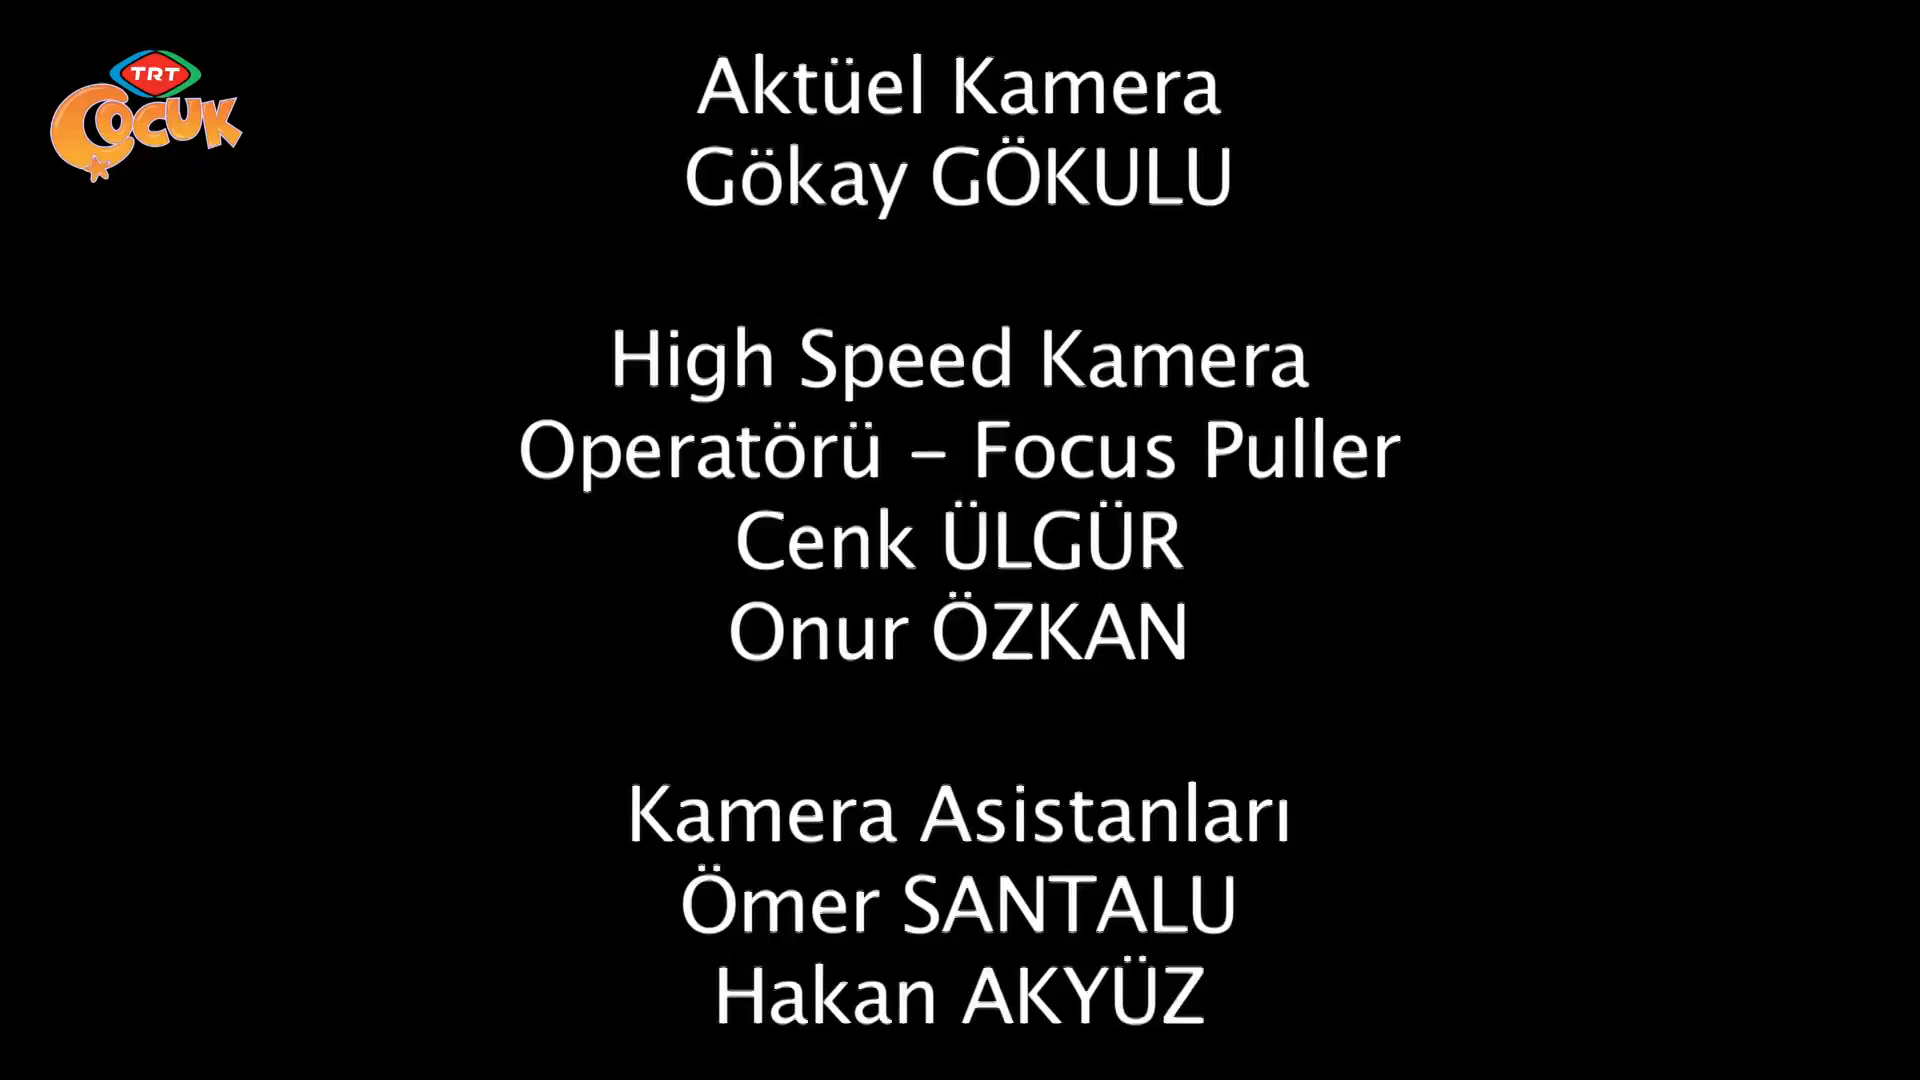 TRT
ÇOCUK
Aktüel Kamera
Gökay GÖKULU
High Speed Kamera
Operatörü - Focus Puller
Cenk ÜLGÜR
Onur ÖZKAN
Kamera Asistanları
Ömer SANTALU
Hakan AKYÜZ